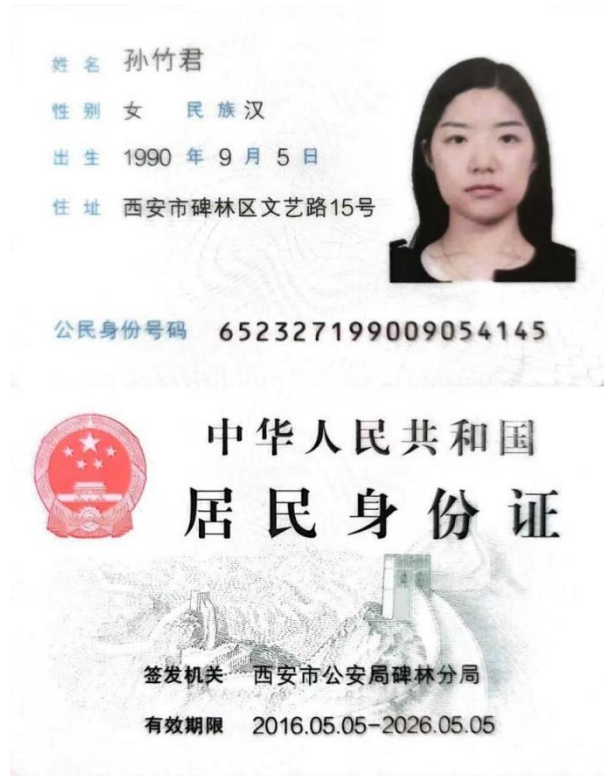 姓名 孙竹君
性别 女 民族 汉
出生 1990 年 9 月 5 日
住址 西安市碑林区文艺路15号
公民身份号码 652327199009054145
中华人民共和国
居民身份证
签发机关 西安市公安局碑林分局
有效期限 2016.05.05-2026.05.05